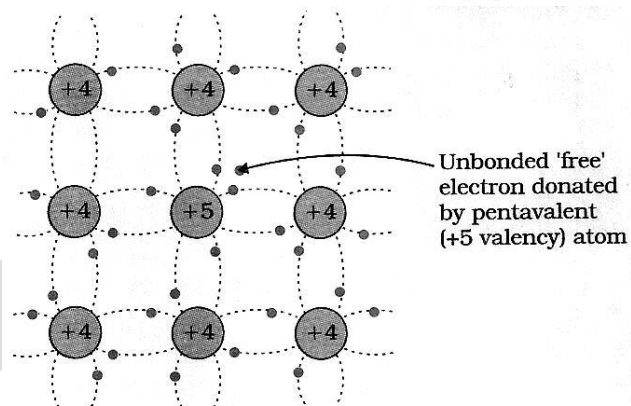 +4 +4 +4
Unbonded 'free'
electron donated
by pentavalent
(+5 valency) atom
+4 +5 +4
+4 +4 +4